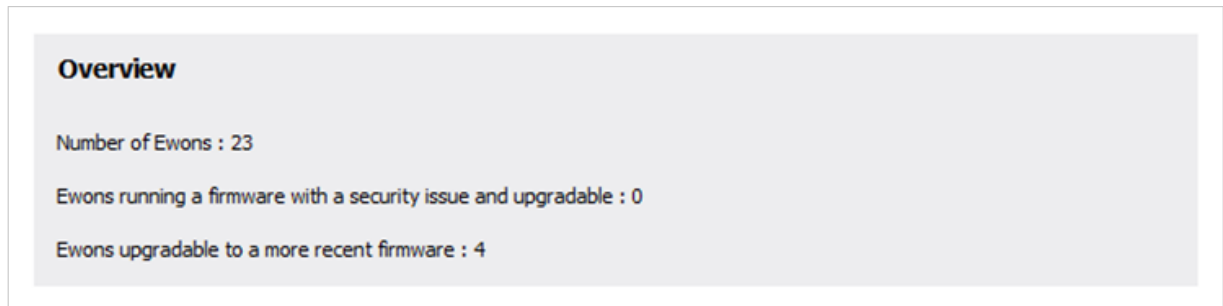 Overview
Number of Ewons : 23
Ewons running a firmware with a security issue and upgradable : 0
Ewons upgradable to a more recent firmware : 4